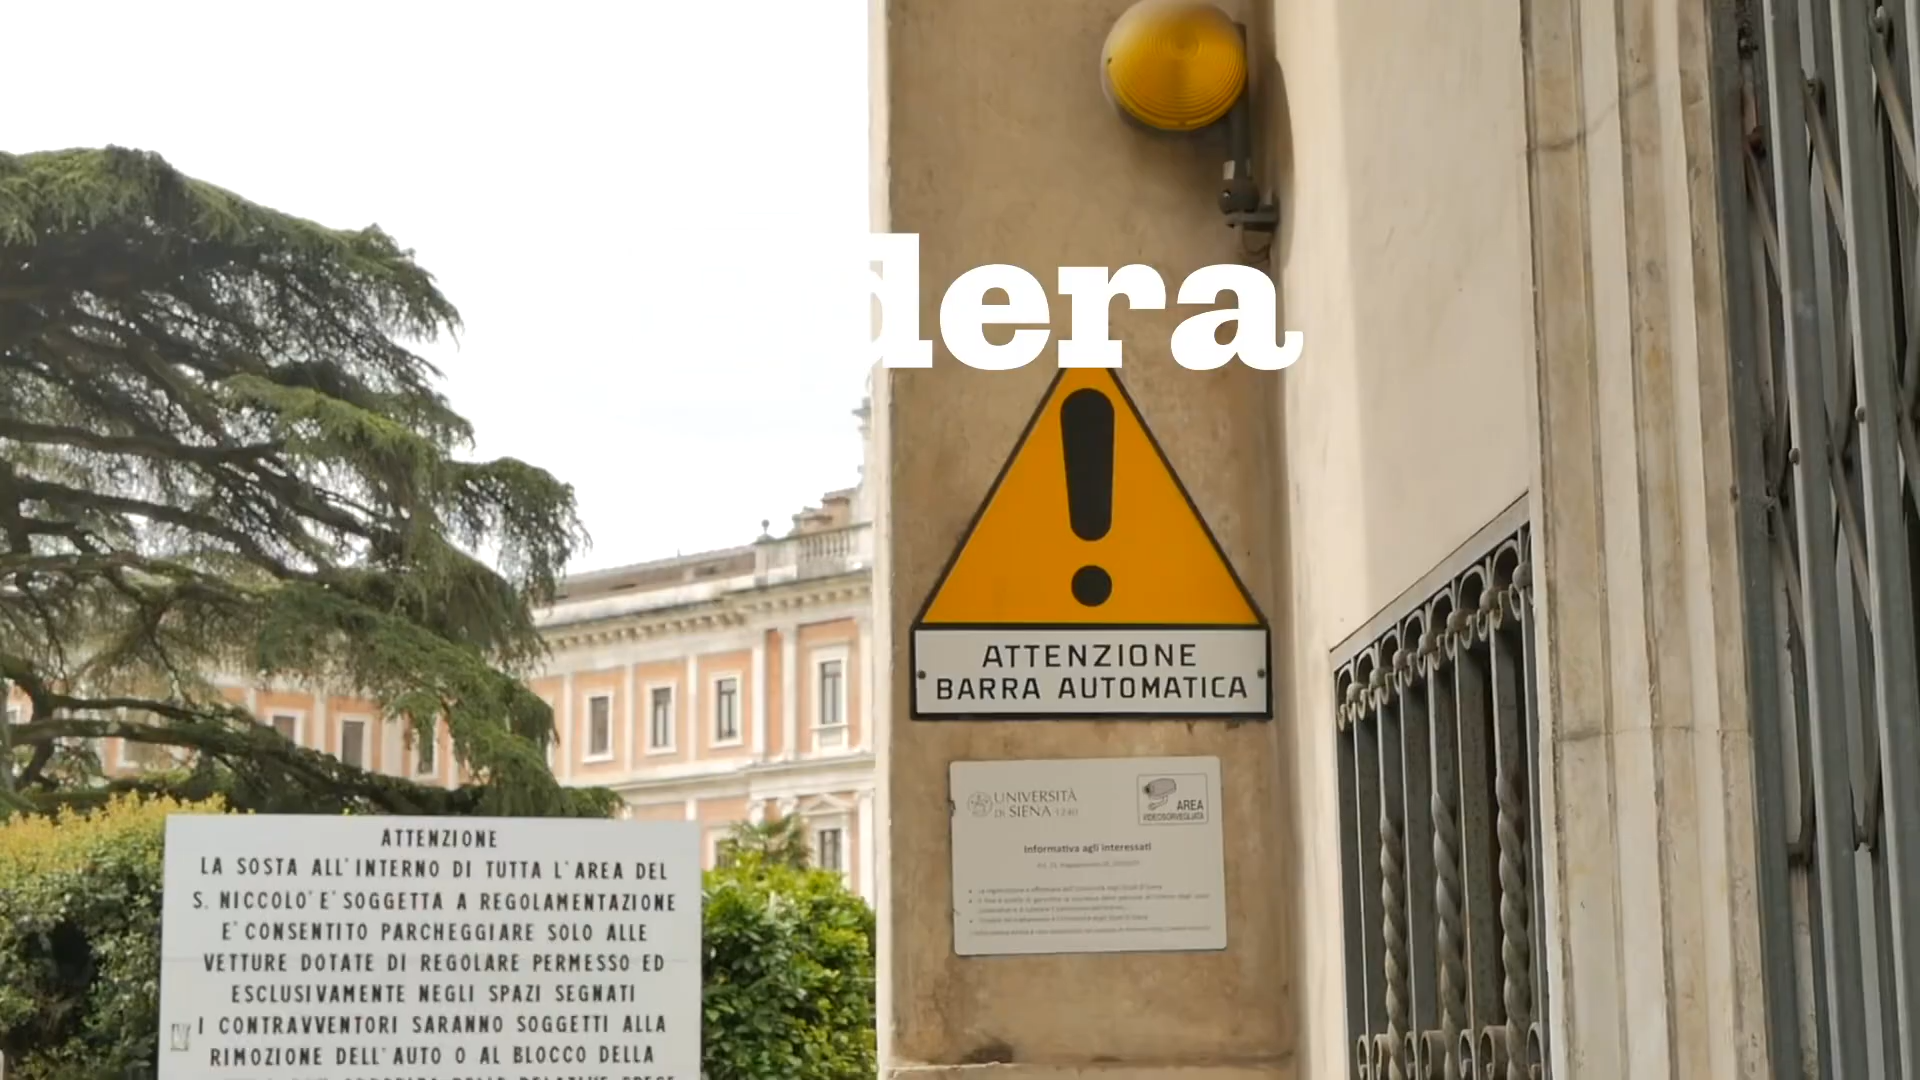 dera
ATTENZIONE
BARRA AUTOMATICA
UNIVERSITÀ
DI SIENA 1240
AREA
VIDEOSORVEGLIATA
Informativa agli interessati
ATTENZIONE
LA SOSTA ALL'INTERNO DI TUTTA L'AREA DEL
S. NICCOLO' E' SOGGETTA A REGOLAMENTAZIONE
E' CONSENTITO PARCHEGGIARE SOLO ALLE
VETTURE DOTATE DI REGOLARE PERMESSO ED
ESCLUSIVAMENTE NEGLI SPAZI SEGNATI
I CONTRAVVENTORI SARANNO SOGGETTI ALLA
RIMOZIONE DELL'AUTO O AL BLOCCO DELLA